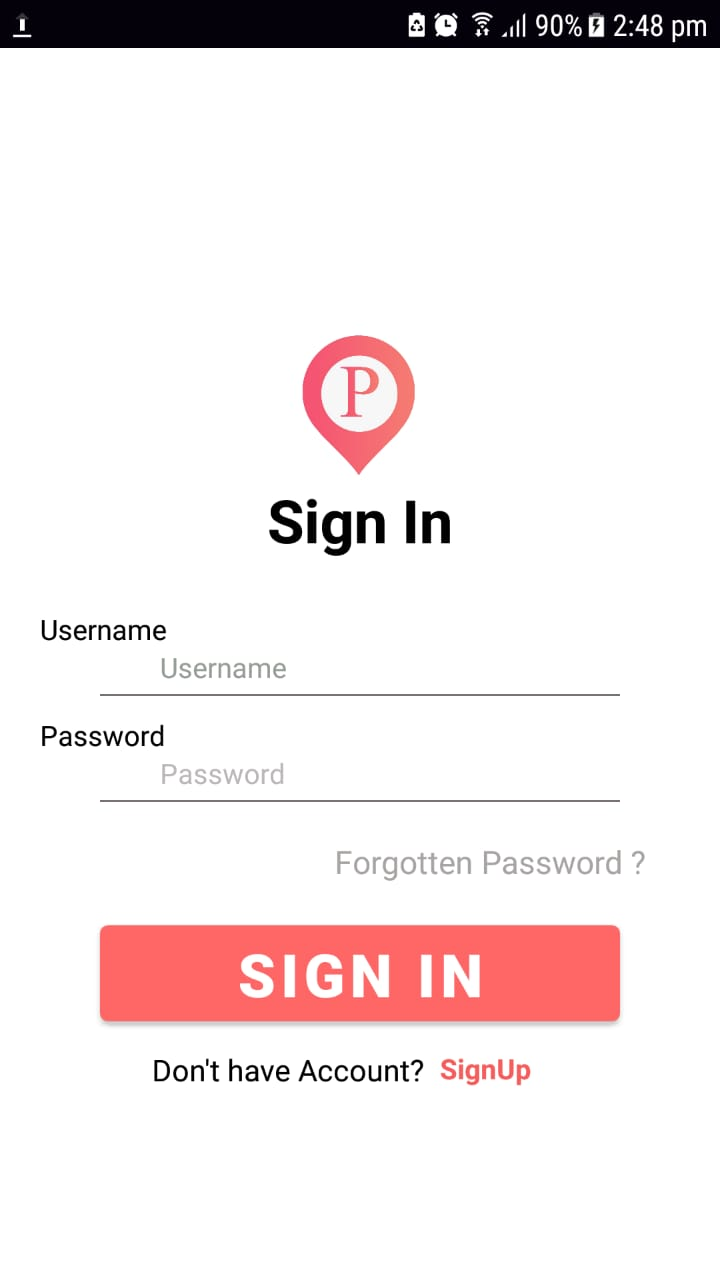 90% 2:48 pm
P
Sign In
Username
Username
Password
Password
Forgotten Password ?
SIGN IN
Don't have Account? SignUp